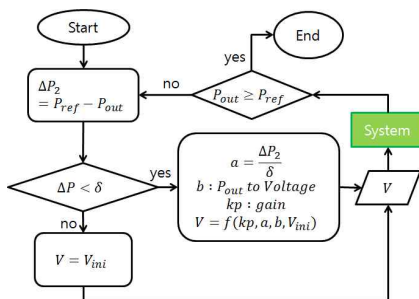 Start
End
yes
no
ΔP₂
= P_ref − P_out
P_out ≥ P_ref
System
ΔP < δ
yes
a = ΔP₂/δ
b : P_out to Voltage
kp : gain
V = f(kp, a, b, V_ini)
V
no
V = V_ini